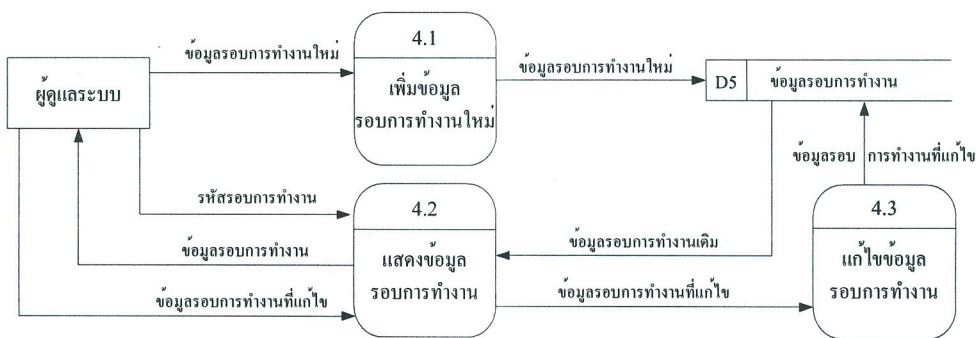 4.1
ข้อมูลรอบการทำงานใหม่
ข้อมูลรอบการทำงานใหม่
ผู้ดูแลระบบ
เพิ่มข้อมูล
รอบการทำงานใหม่
D5 ข้อมูลรอบการทำงาน
ข้อมูลรอบ การทำงานที่แก้ไข
รหัสรอบการทำงาน
4.2
4.3
ข้อมูลรอบการทำงาน
ข้อมูลรอบการทำงานเดิม
แสดงข้อมูล
รอบการทำงาน
แก้ไขข้อมูล
รอบการทำงาน
ข้อมูลรอบการทำงานที่แก้ไข
ข้อมูลรอบการทำงานที่แก้ไข